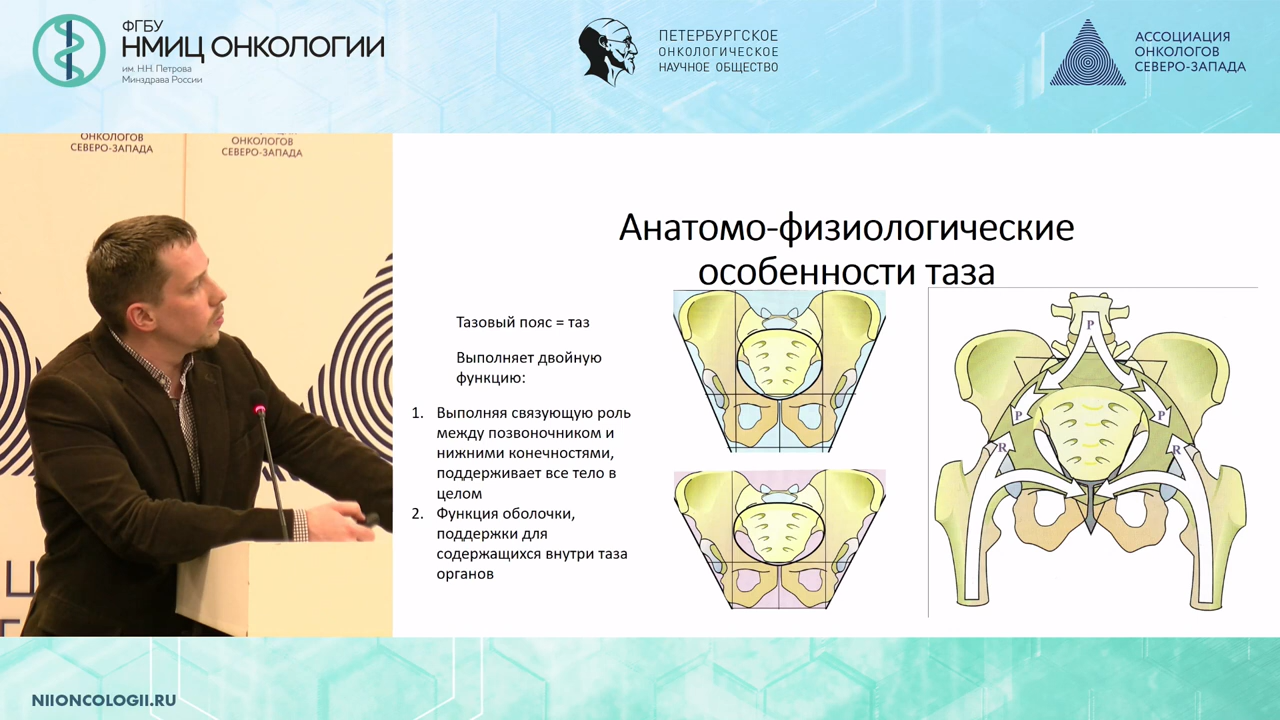 ФГБУ
НМИЦ ОНКОЛОГИИ
им. Н.Н. Петрова
Минздрава России
ПЕТЕРБУРГСКОЕ
ОНКОЛОГИЧЕСКОЕ
НАУЧНОЕ ОБЩЕСТВО
АССОЦИАЦИЯ
ОНКОЛОГОВ
СЕВЕРО-ЗАПАДА
ОНКОЛОГОВ
СЕВЕРО-ЗАПАДА
ОНКОЛОГОВ
СЕВЕРО-ЗАПАДА
Анатомо-физиологические
особенности таза
Тазовый пояс = таз
Выполняет двойную
функцию:
1. Выполняя связующую роль
между позвоночником и
нижними конечностями,
поддерживает все тело в
целом
2. Функция оболочки,
поддержки для
содержащихся внутри таза
органов
P
P
P
R
R
NIIONCOLOGII.RU